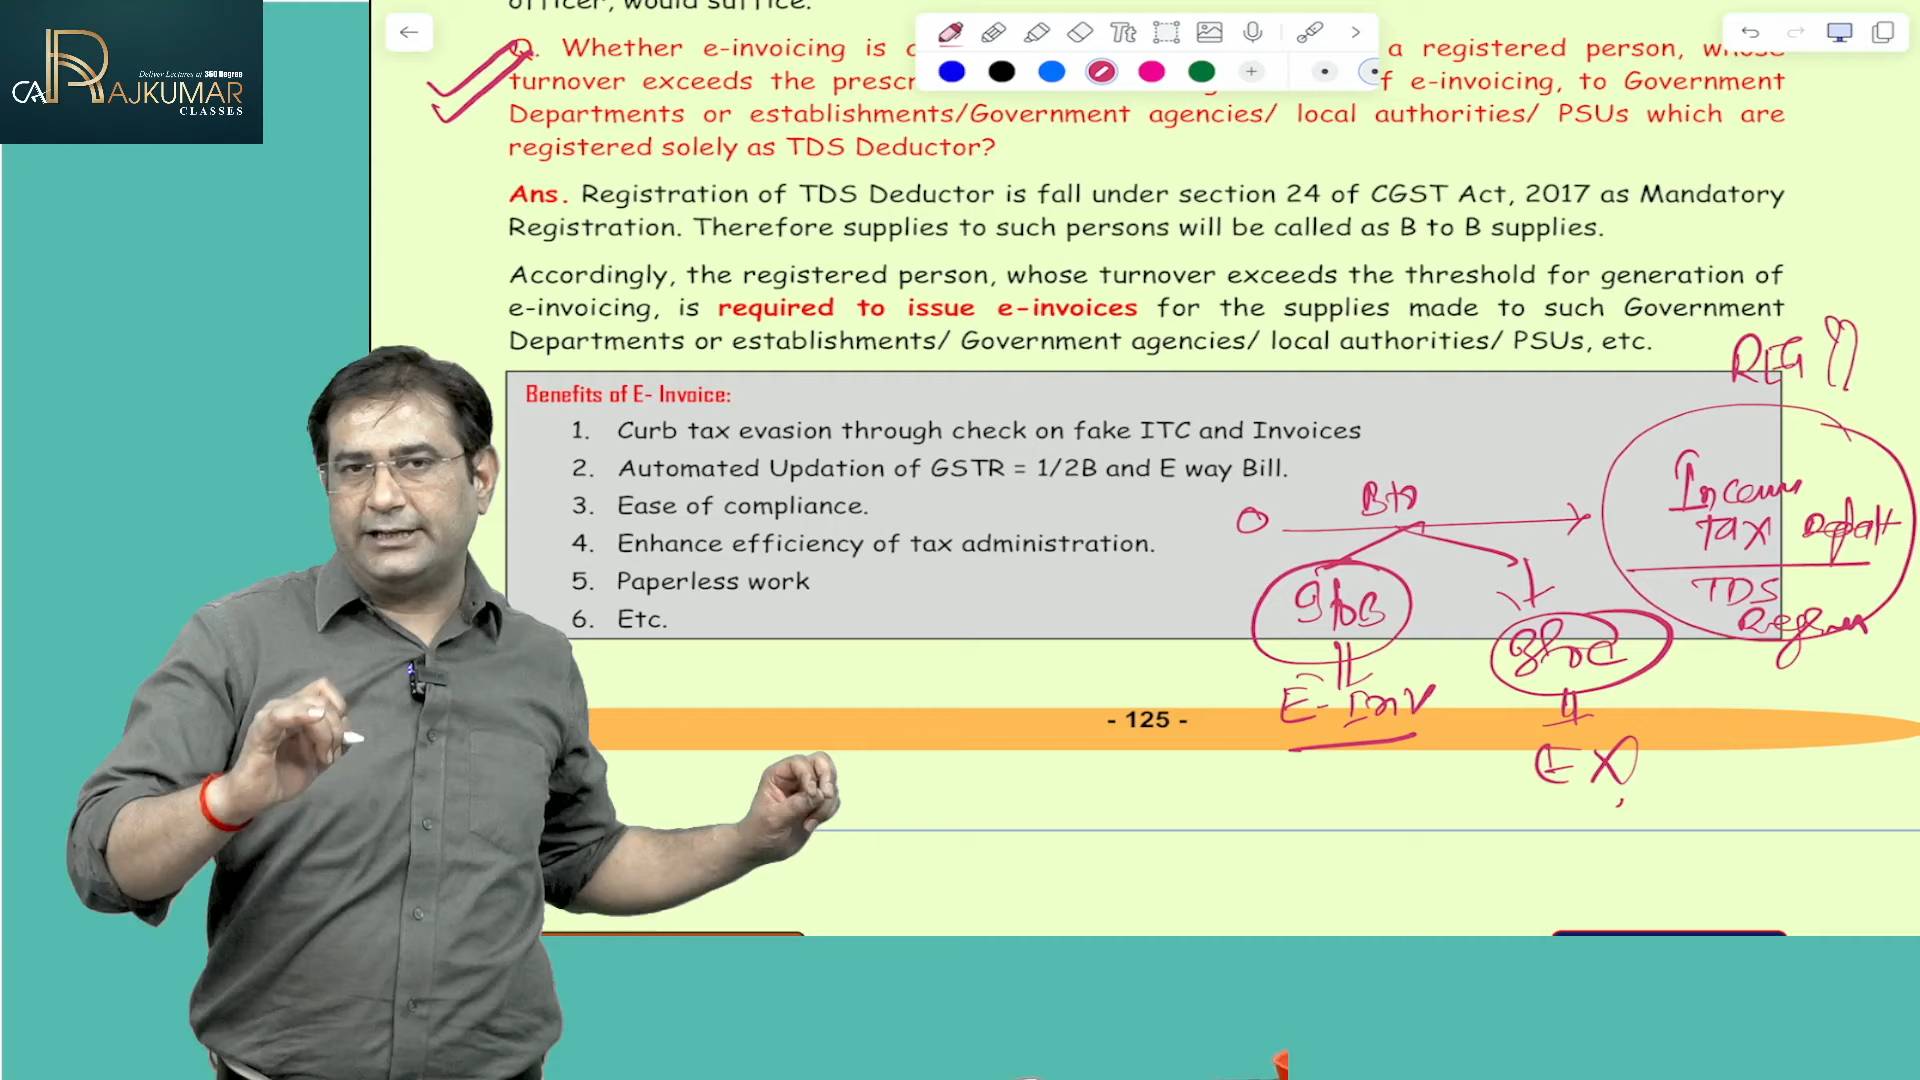 officer, would suffice.
Deliver Lectures at 360 Degree
CA RAJKUMAR
CLASSES
Q. Whether e-invoicing is a registered person, whose
turnover exceeds the prescr f e-invoicing, to Government
Departments or establishments/Government agencies/ local authorities/ PSUs which are
registered solely as TDS Deductor?
Ans. Registration of TDS Deductor is fall under section 24 of CGST Act, 2017 as Mandatory
Registration. Therefore supplies to such persons will be called as B to B supplies.
Accordingly, the registered person, whose turnover exceeds the threshold for generation of
e-invoicing, is required to issue e-invoices for the supplies made to such Government
Departments or establishments/ Government agencies/ local authorities/ PSUs, etc.
REG
Benefits of E- Invoice:
1. Curb tax evasion through check on fake ITC and Invoices
2. Automated Updation of GSTR = 1/2B and E way Bill.
3. Ease of compliance.
4. Enhance efficiency of tax administration.
5. Paperless work
6. Etc.
Income
Tax
TDS
E-Inv
E X
- 125 -